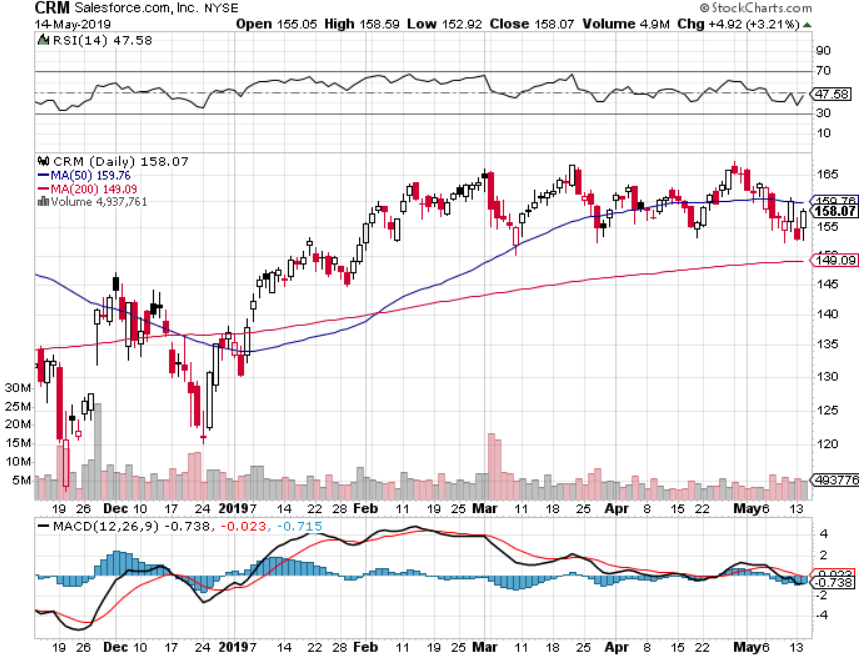 CRM Salesforce.com, Inc. NYSE © StockCharts.com
14-May-2019 Open 155.05 High 158.59 Low 152.92 Close 158.07 Volume 4.9M Chg +4.92 (+3.21%)
RSI(14) 47.58
90
70
47.58
30
10
CRM (Daily) 158.07
MA(50) 159.76
MA(200) 149.09
Volume 4,937,761
165
159.76
158.07
155
149.09
145
140
135
130
125
120
30M
25M
20M
15M
10M
5M
493776
19 26 Dec 10 17 24 2019 7 14 22 28 Feb 11 19 25 Mar 11 18 25 Apr 8 15 22 May 6 13
MACD(12,26,9) -0.738, -0.023, -0.715
4
2
-0.023
-0.738
-2
-4
19 26 Dec 10 17 24 2019 7 14 22 28 Feb 11 19 25 Mar 11 18 25 Apr 8 15 22 May 6 13